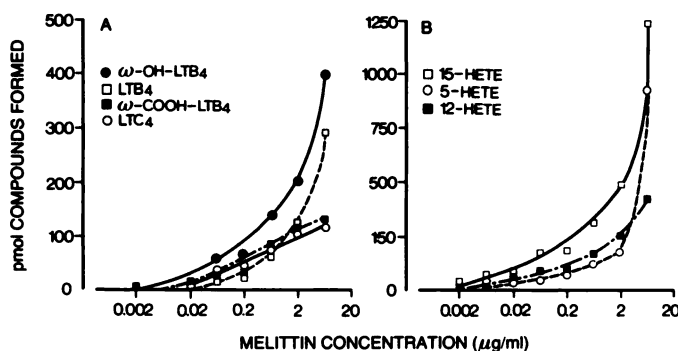 A
500
400
300
200
100
0
ω-OH-LTB4
LTB4
ω-COOH-LTB4
LTC4
pmol COMPOUNDS FORMED
0.002 0.02 0.2 2 20
B
1250
1000
750
500
150
0
15-HETE
5-HETE
12-HETE
0.002 0.02 0.2 2 20
MELITTIN CONCENTRATION (μg/ml)